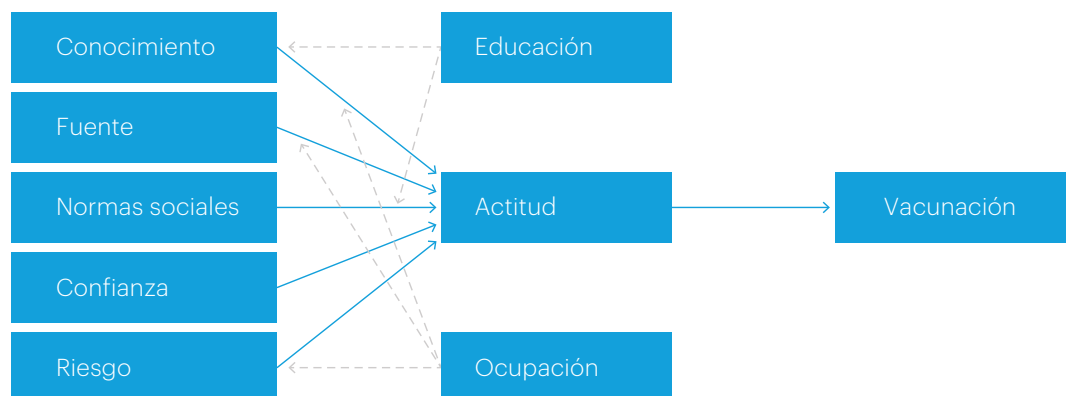 Conocimiento
Educación
Fuente
Normas sociales
Actitud
Vacunación
Confianza
Riesgo
Ocupación